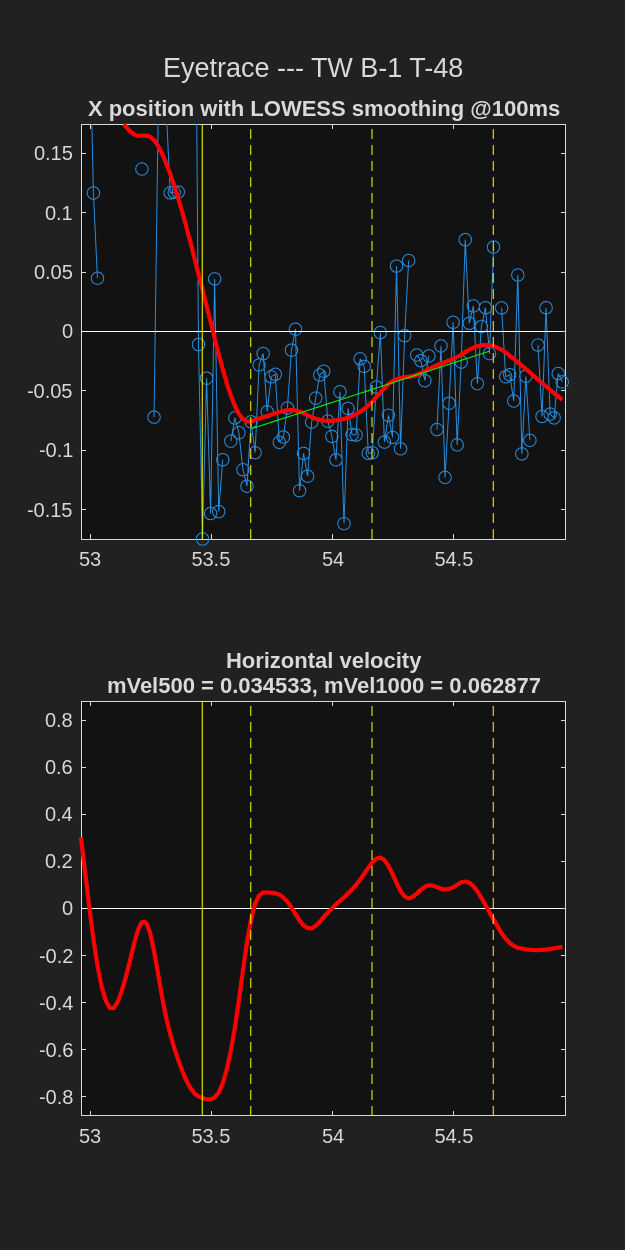 Eyetrace --- TW B-1 T-48
X position with LOWESS smoothing @100ms
0.15
0.1
0.05
0
-0.05
-0.1
-0.15
53 53.5 54 54.5
Horizontal velocity
mVel500 = 0.034533, mVel1000 = 0.062877
0.8
0.6
0.4
0.2
0
-0.2
-0.4
-0.6
-0.8
53 53.5 54 54.5